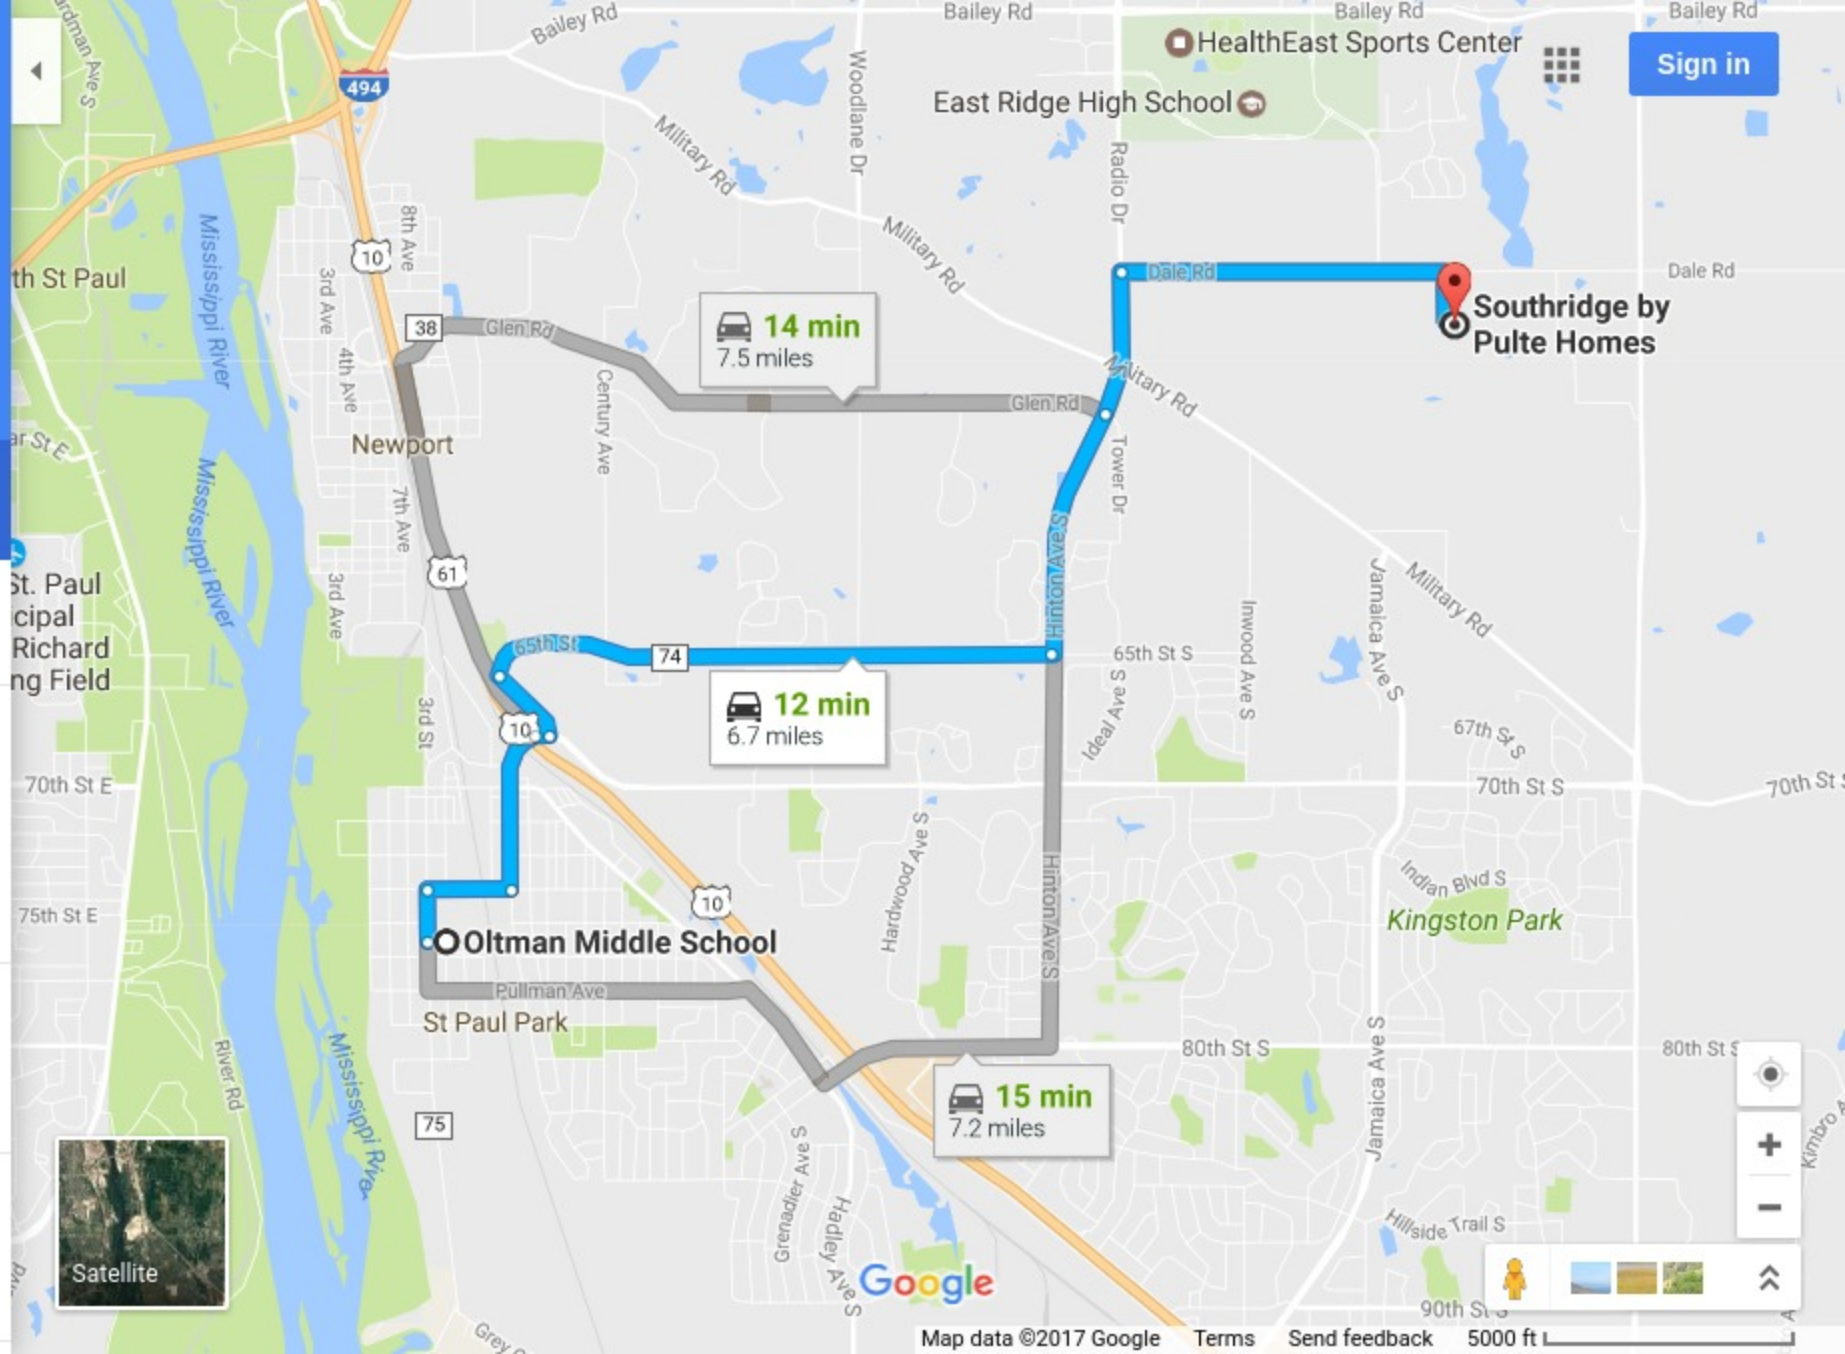 Bailey Rd
Bailey Rd
Bailey Rd
Bailey Rd
HealthEast Sports Center
Sign in
494
East Ridge High School
Woodlane Dr
Military Rd
Radio Dr
8th Ave
Mississippi River
10
Military Rd
3rd Ave
th St Paul
Dale Rd
Dale Rd
Southridge by
Pulte Homes
38
Glen Rd
14 min
7.5 miles
4th Ave
Century Ave
Military Rd
Glen Rd
Newport
ar St E
Tower Dr
7th Ave
Mississippi River
61
St. Paul
icipal
Richard
ng Field
3rd Ave
Hinton Ave S
Jamaica Ave S
Military Rd
Inwood Ave S
65th St
74
65th St S
Ideal Ave S
12 min
6.7 miles
10
3rd St
67th St S
70th St E
70th St S
70th St S
Hardwood Ave S
Indian Blvd S
10
75th St E
Kingston Park
Hinton Ave S
Oltman Middle School
Pullman Ave
St Paul Park
80th St S
80th St S
River Rd
Mississippi River
Jamaica Ave S
15 min
7.2 miles
75
Kimbro A
Grenadier Ave S
Hadley Ave S
Hillside Trail S
Satellite
Google
90th St S
Grey C
Map data ©2017 Google
Terms
Send feedback
5000 ft